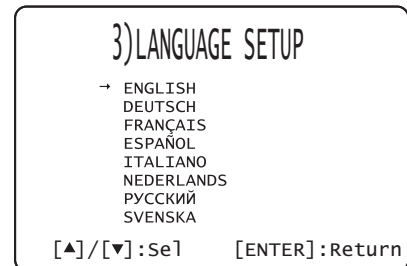 3)LANGUAGE SETUP
→ ENGLISH
DEUTSCH
FRANÇAIS
ESPAÑOL
ITALIANO
NEDERLANDS
РУССКИЙ
SVENSKA
[▲]/[▼]:Sel [ENTER]:Return